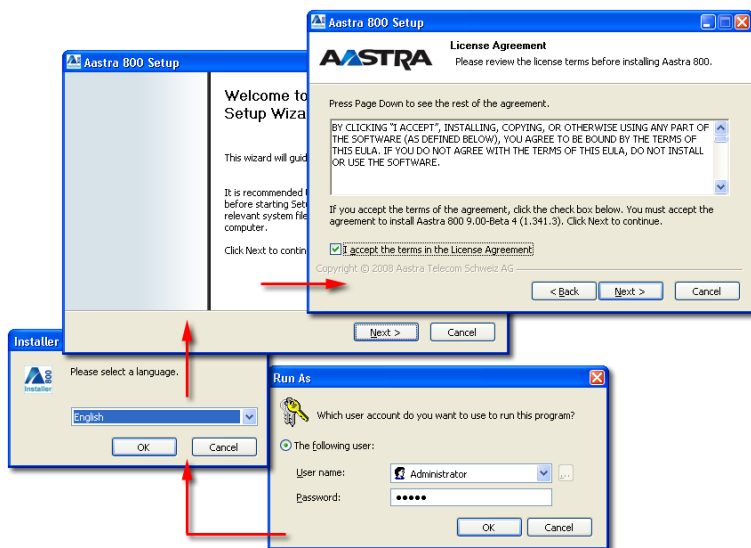 Aastra 800 Setup
AASTRA
License Agreement
Please review the license terms before installing Aastra 800.
Press Page Down to see the rest of the agreement.
BY CLICKING "I ACCEPT", INSTALLING, COPYING, OR OTHERWISE USING ANY PART OF
THE SOFTWARE (AS DEFINED BELOW), YOU AGREE TO BE BOUND BY THE TERMS OF
THIS EULA. IF YOU DO NOT AGREE WITH THE TERMS OF THIS EULA, DO NOT INSTALL
OR USE THE SOFTWARE.
If you accept the terms of the agreement, click the check box below. You must accept the
agreement to install Aastra 800 9.00-Beta 4 (1.341.3). Click Next to continue.
I accept the terms in the License Agreement
Copyright © 2008 Aastra Telecom Schweiz AG
< Back
Next >
Cancel
Aastra 800 Setup
Welcome to
Setup Wiza
This wizard will guid
It is recommended
before starting Set
relevant system file
computer.
Click Next to contin
Next >
Cancel
Installer
800
Installer
Please select a language.
English
OK
Cancel
Run As
Which user account do you want to use to run this program?
The following user:
User name:
Administrator
...
Password:
●●●●●
OK
Cancel